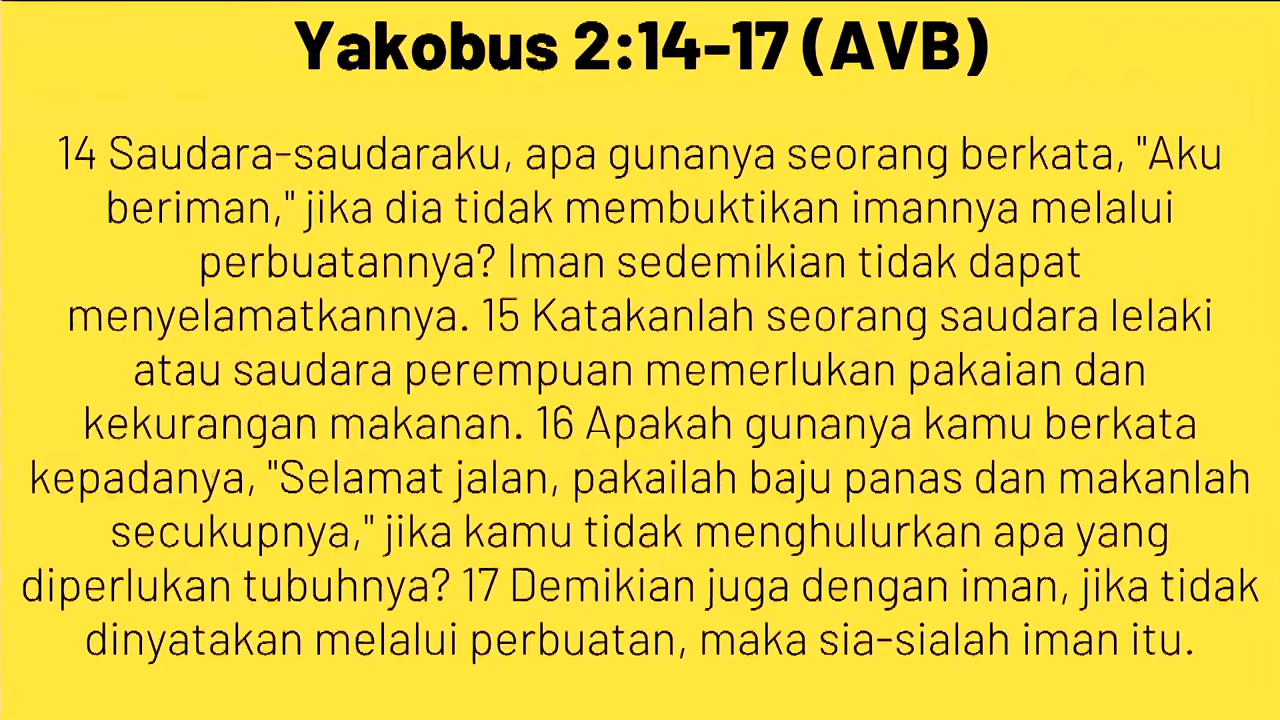 Yakobus 2:14-17 (AVB)
14 Saudara-saudaraku, apa gunanya seorang berkata, "Aku
beriman," jika dia tidak membuktikan imannya melalui
perbuatannya? Iman sedemikian tidak dapat
menyelamatkannya. 15 Katakanlah seorang saudara lelaki
atau saudara perempuan memerlukan pakaian dan
kekurangan makanan. 16 Apakah gunanya kamu berkata
kepadanya, "Selamat jalan, pakailah baju panas dan makanlah
secukupnya," jika kamu tidak menghulurkan apa yang
diperlukan tubuhnya? 17 Demikian juga dengan iman, jika tidak
dinyatakan melalui perbuatan, maka sia-sialah iman itu.